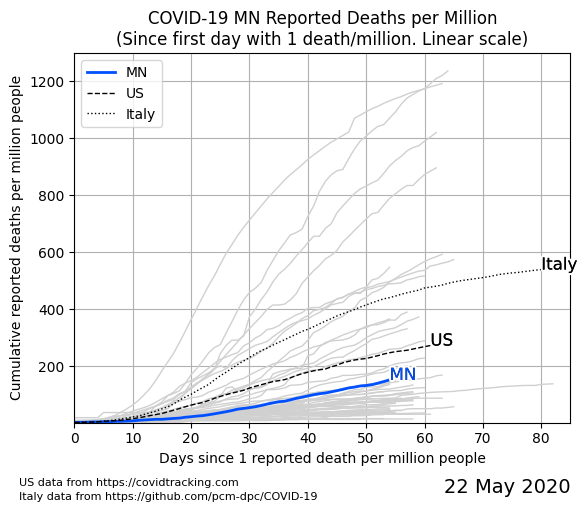 COVID-19 MN Reported Deaths per Million
(Since first day with 1 death/million. Linear scale)
Cumulative reported deaths per million people
1200
1000
800
600
400
200
MN
US
Italy
Italy
US
MN
0 10 20 30 40 50 60 70 80
Days since 1 reported death per million people
US data from https://covidtracking.com
Italy data from https://github.com/pcm-dpc/COVID-19
22 May 2020